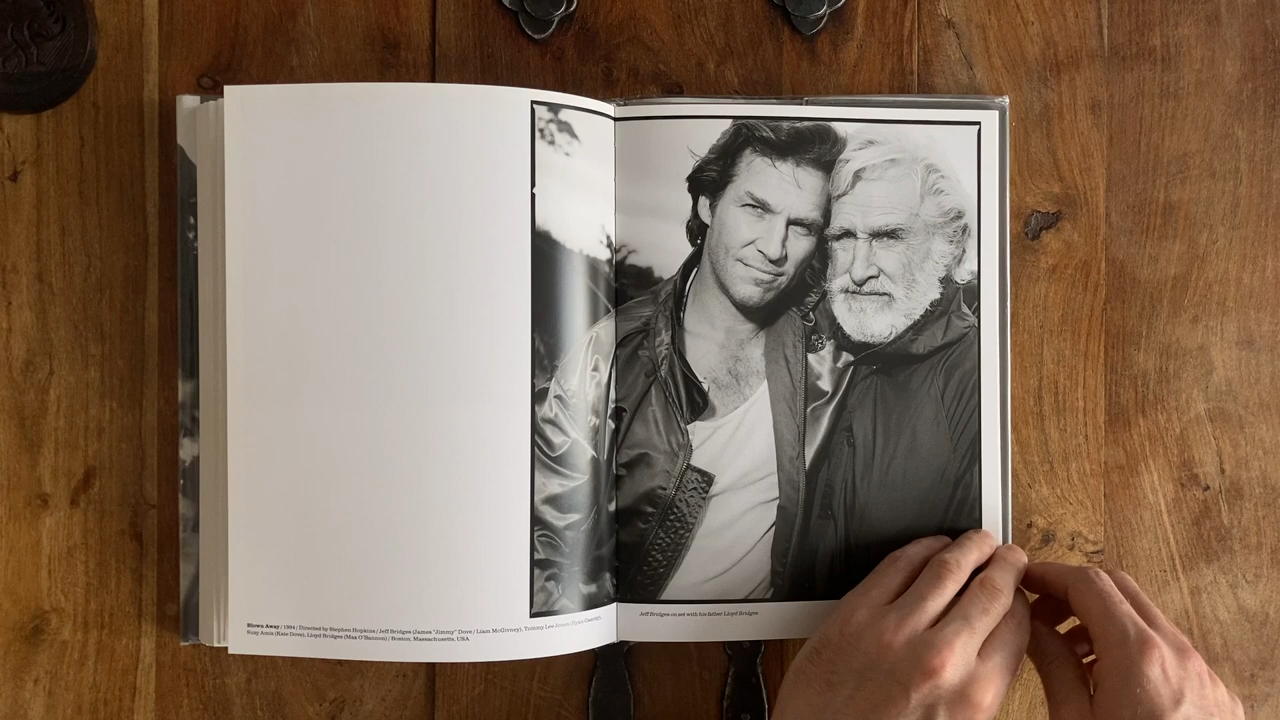 Blown Away / 1994 / Directed by Stephen Hopkins / Jeff Bridges (James "Jimmy" Dove / Liam McGivney), Tommy Lee Jones (Ryan Gaerity),
Suzy Amis (Kate Dove), Lloyd Bridges (Max O'Bannon) / Boston, Massachusetts, USA
Jeff Bridges on set with his father Lloyd Bridges